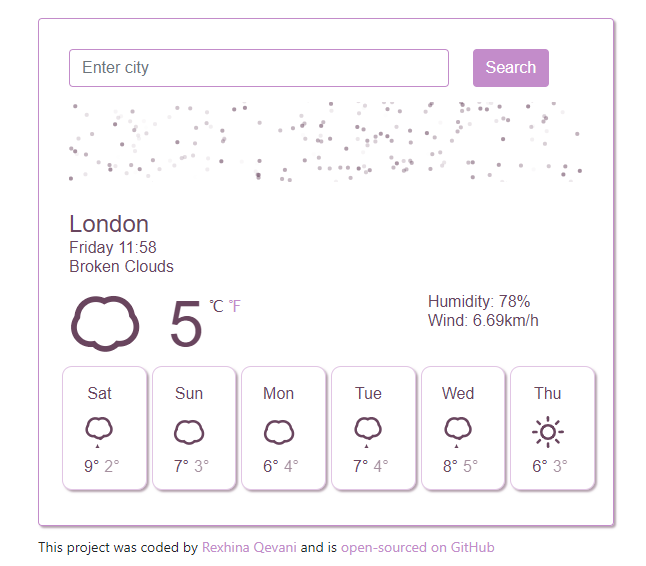 Enter city
Search
London
Friday 11:58
Broken Clouds
5 °C °F
Humidity: 78%
Wind: 6.69km/h
Sat Sun Mon Tue Wed Thu
9° 2° 7° 3° 6° 4° 7° 4° 8° 5° 6° 3°
This project was coded by Rexhina Qevani and is open-sourced on GitHub